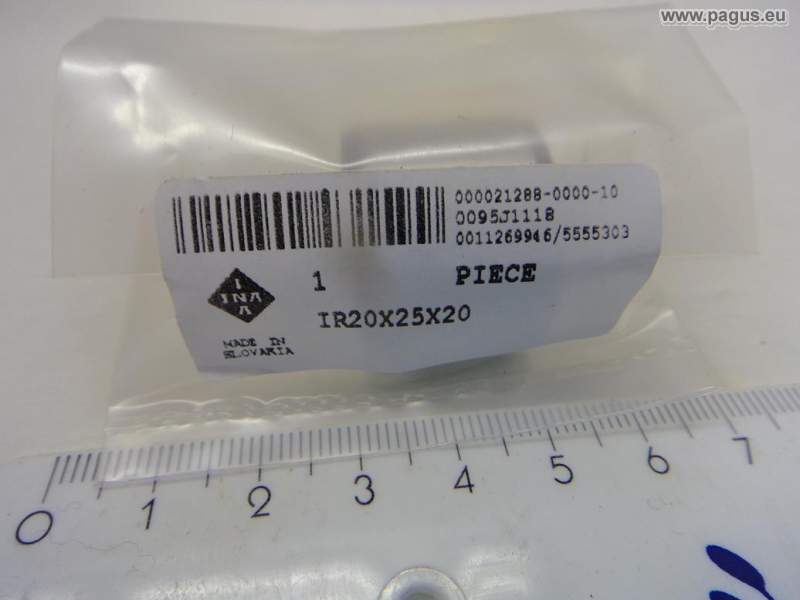 www.pagus.eu
000021288-0000-10
0095J1118
0011269946/5555303
1 PIECE
I
INA
A
IR20X25X20
MADE IN
SLOVAKIA
0 1 2 3 4 5 6 7